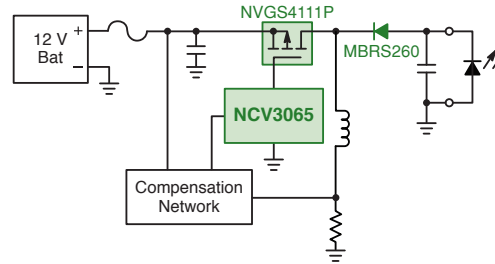 NVGS4111P
12 V
Bat
+
–
MBRS260
NCV3065
Compensation
Network